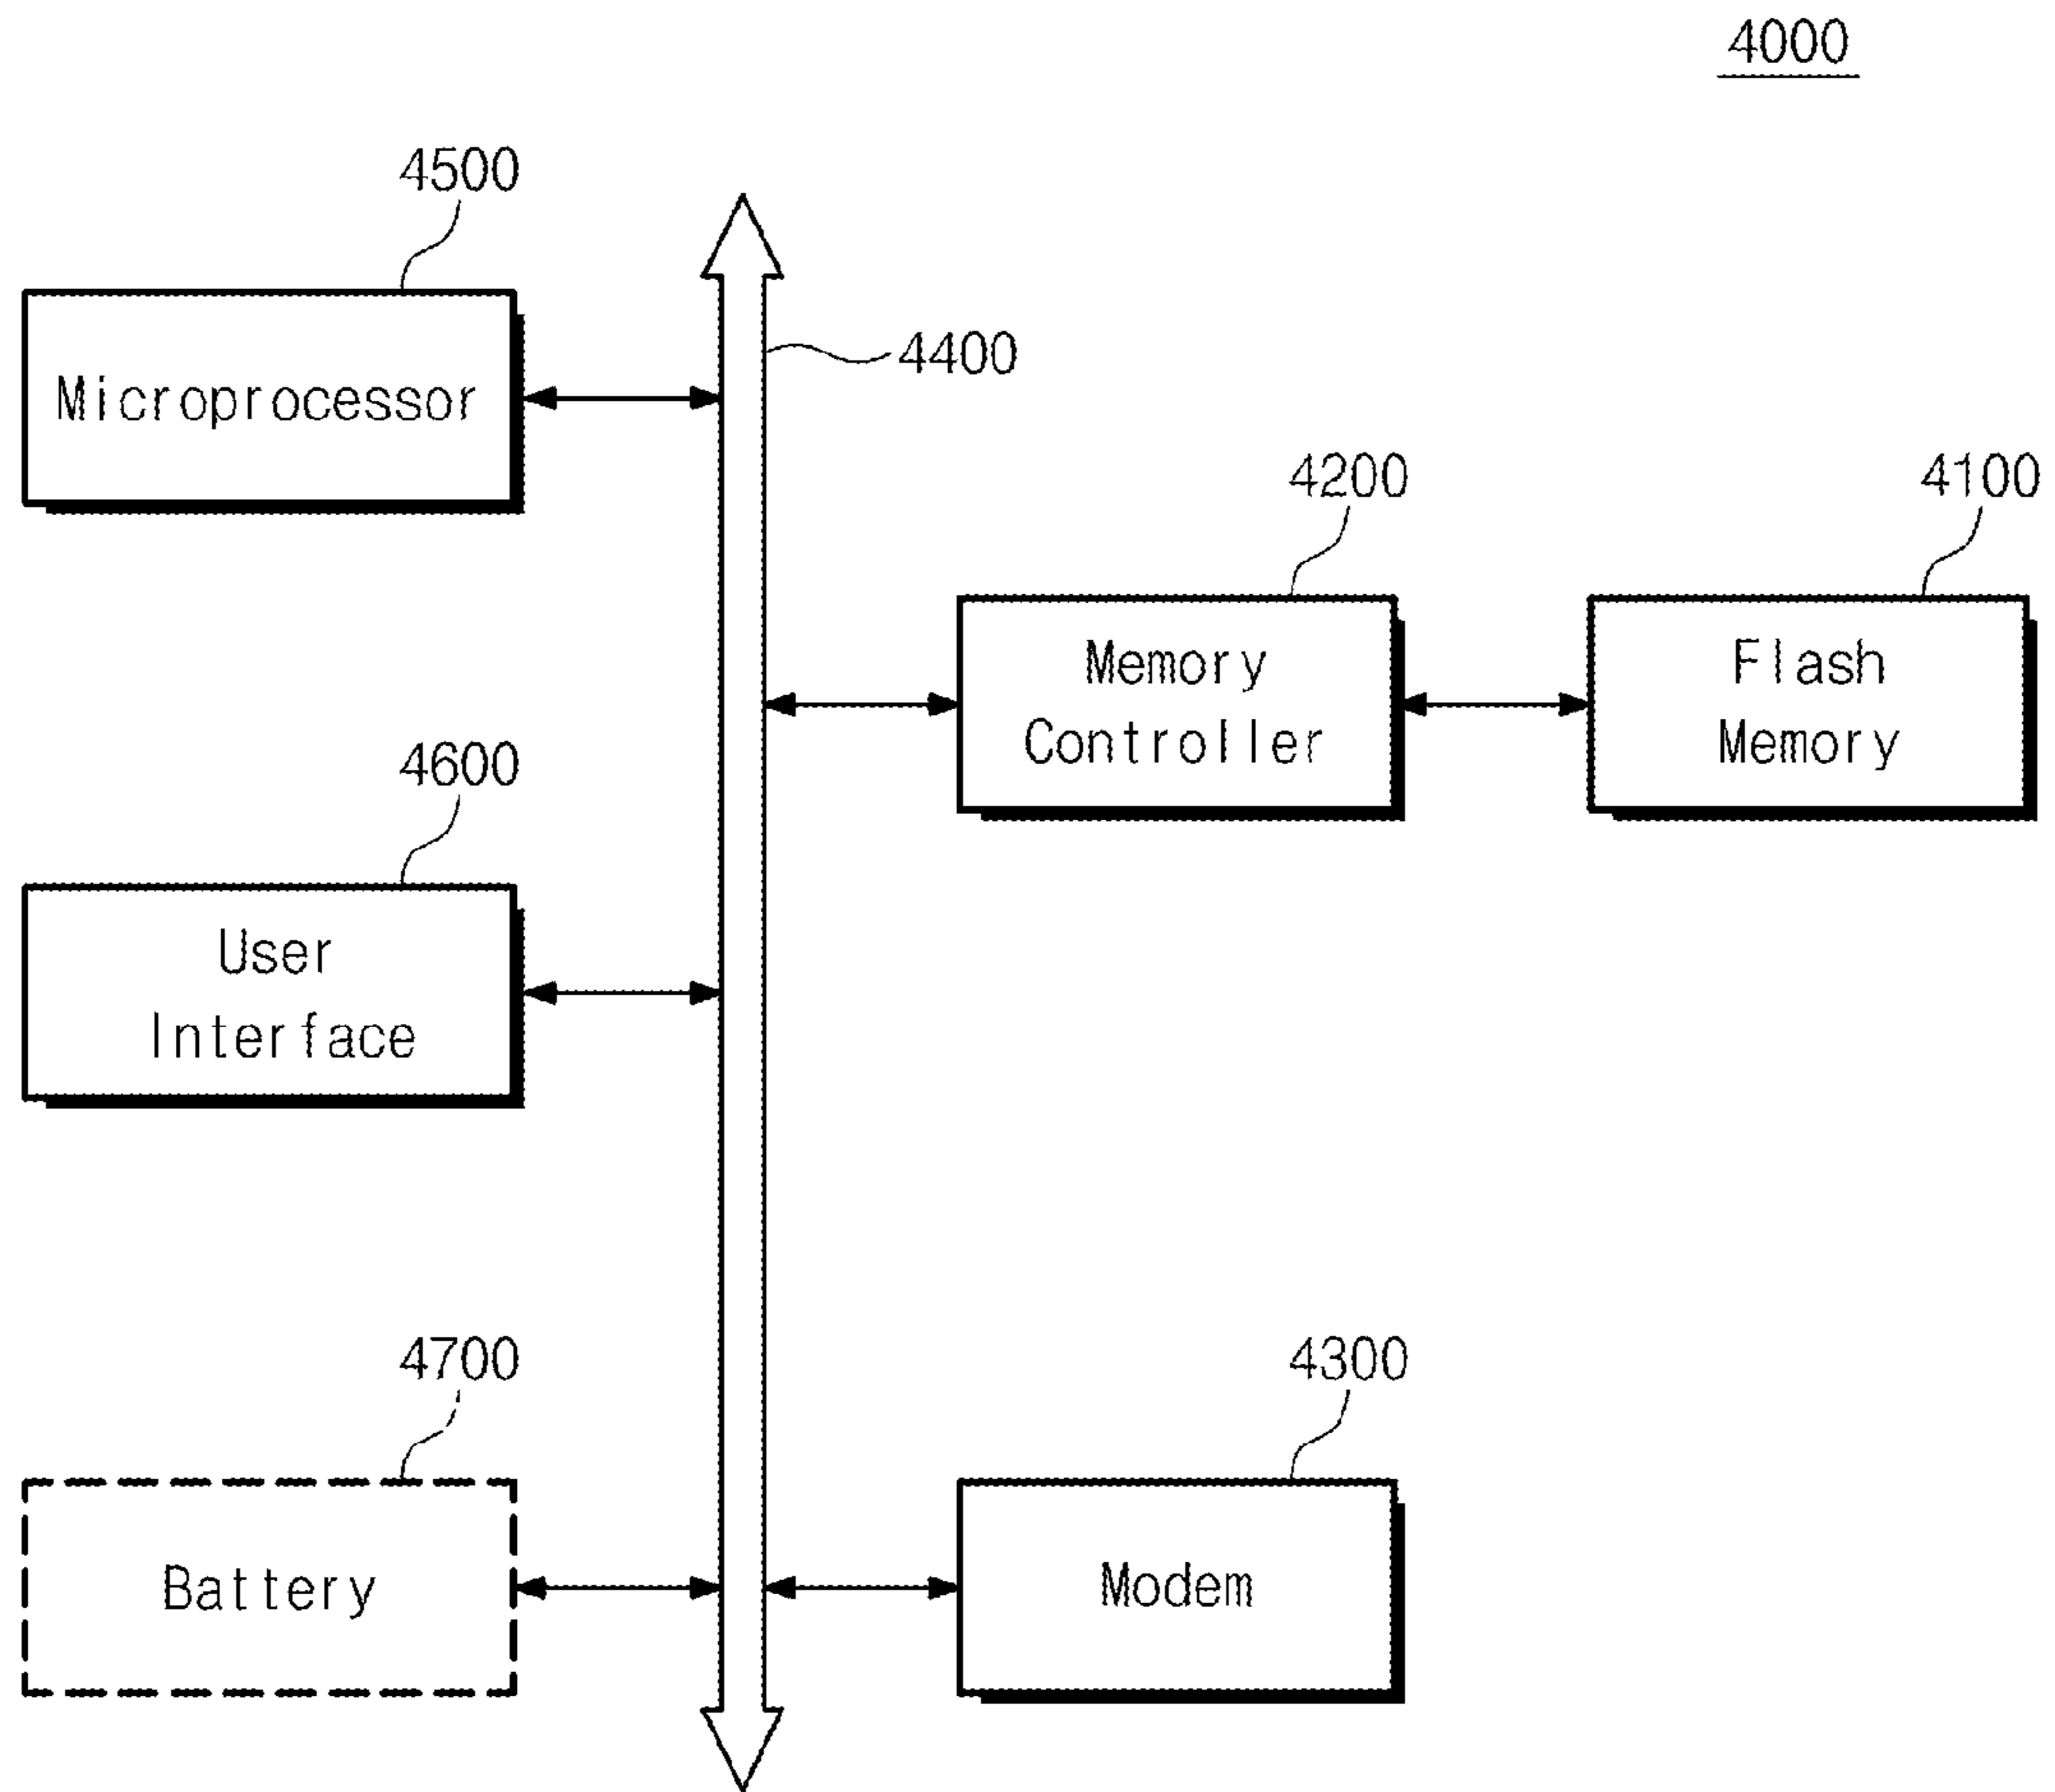 4000
4500
Microprocessor
4400
4200
Memory
Controller
4100
Flash
Memory
4600
User
Interface
4700
Battery
4300
Modem